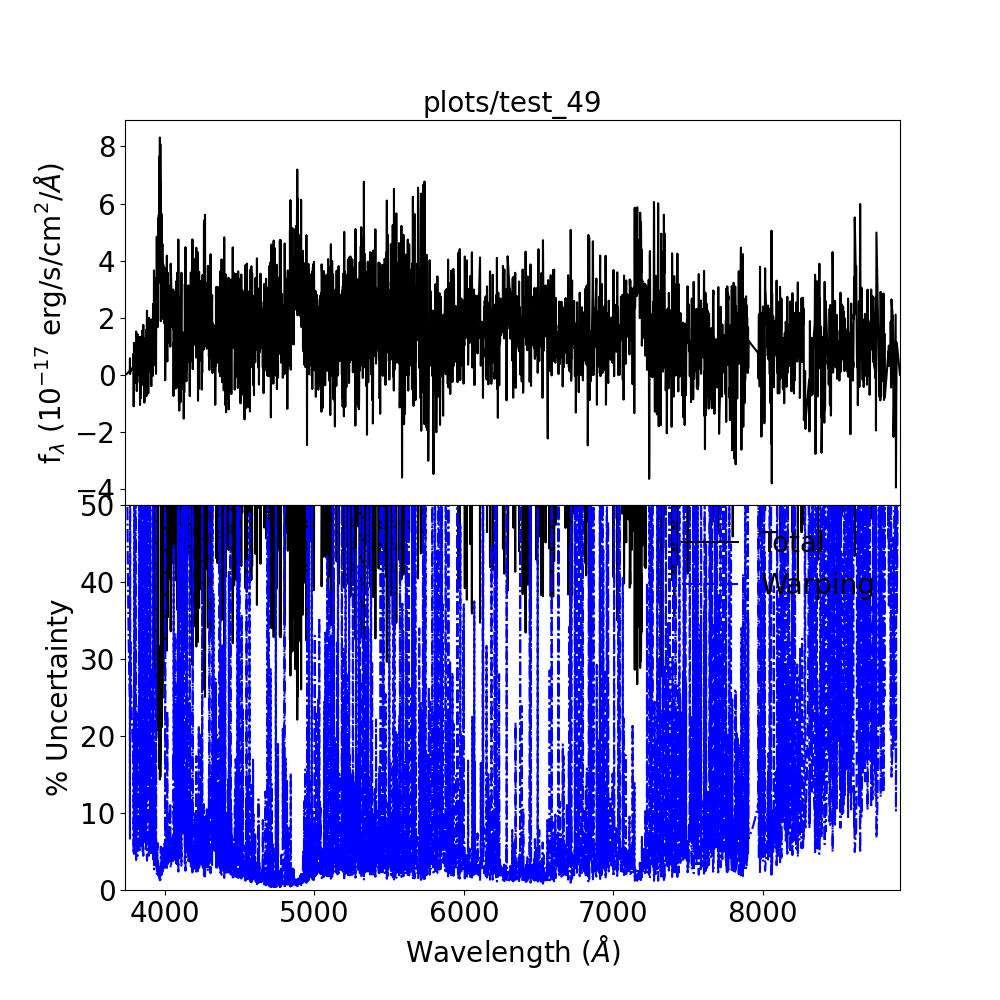 plots/test_49
8
6
4
2
0
−2
−4
f_λ (10^−17 erg/s/cm^2/Å)
50
40
30
20
10
0
% Uncertainty
Total
Warping
4000 5000 6000 7000 8000
Wavelength (Å)